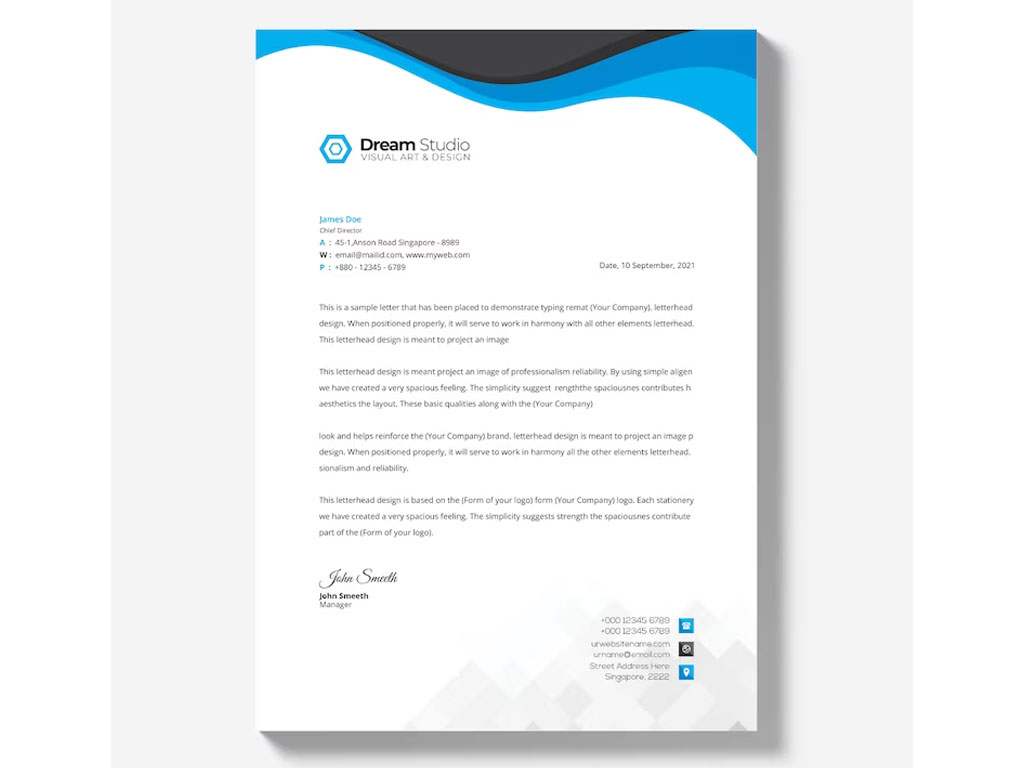 Dream Studio
VISUAL ART & DESIGN
James Doe
Chief Director
A : 45-1,Anson Road Singapore - 8989
W : email@mailid.com, www.myweb.com
P : +880 - 12345 - 6789
Date, 10 September, 2021
This is a sample letter that has been placed to demonstrate typing remat (Your Company), letterhead
design. When positioned properly, it will serve to work in harmony with all other elements letterhead.
This letterhead design is meant to project an image
This letterhead design is meant project an image of professionalism reliability. By using simple aligen
we have created a very spacious feeling. The simplicity suggest rengththe spaciousnes contributes h
aesthetics the layout. These basic qualities along with the (Your Company)
look and helps reinforce the (Your Company) brand. letterhead design is meant to project an image p
design. When positioned properly, it will serve to work in harmony all the other elements letterhead.
sionalism and reliability.
This letterhead design is based on the (Form of your logo) form (Your Company) logo. Each stationery
we have created a very spacious feeling. The simplicity suggests strength the spaciousnes contribute
part of the (Form of your logo).
John Smeeth
John Smeeth
Manager
+000 12345 6789
+000 12345 6789
urwebsitename.com
urname@email.com
Street Address Here
Singapore, 2222